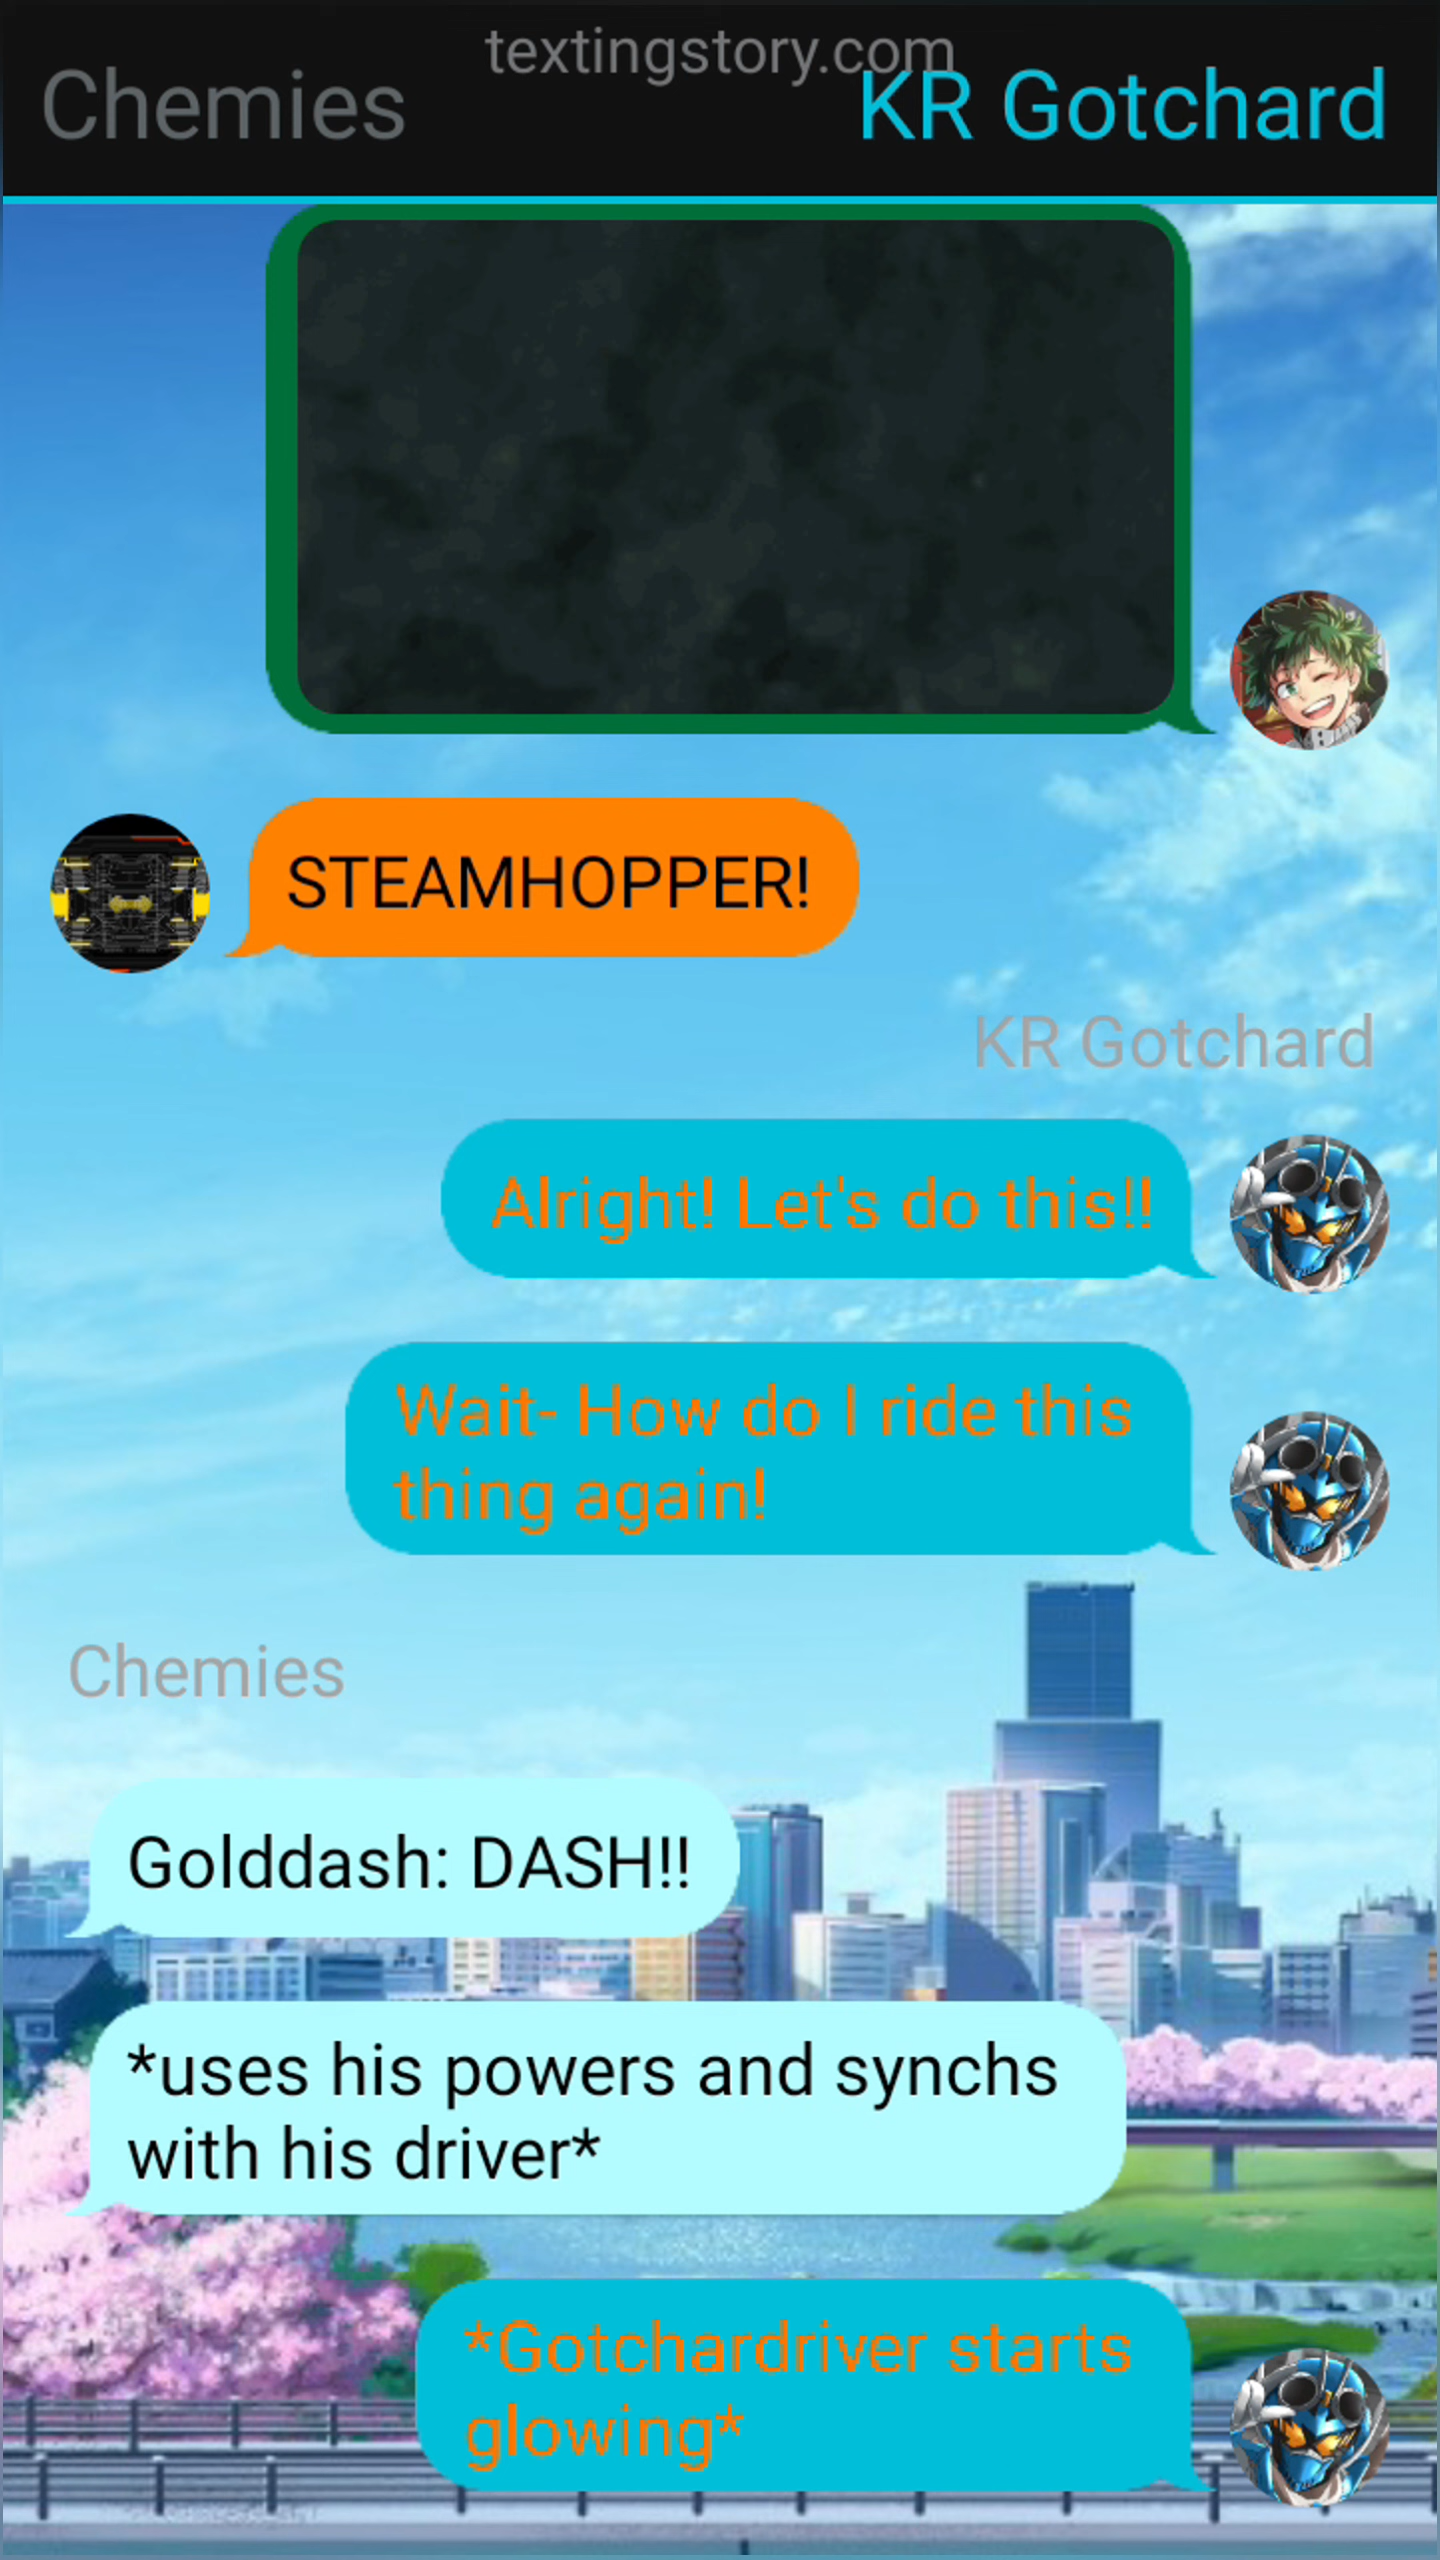 textingstory.com
Chemies
KR Gotchard
STEAMHOPPER!
KR Gotchard
Alright! Let's do this!!
Wait- How do I ride this
thing again!
Chemies
Golddash: DASH!!
*uses his powers and synchs
with his driver*
*Gotchardriver starts
glowing*